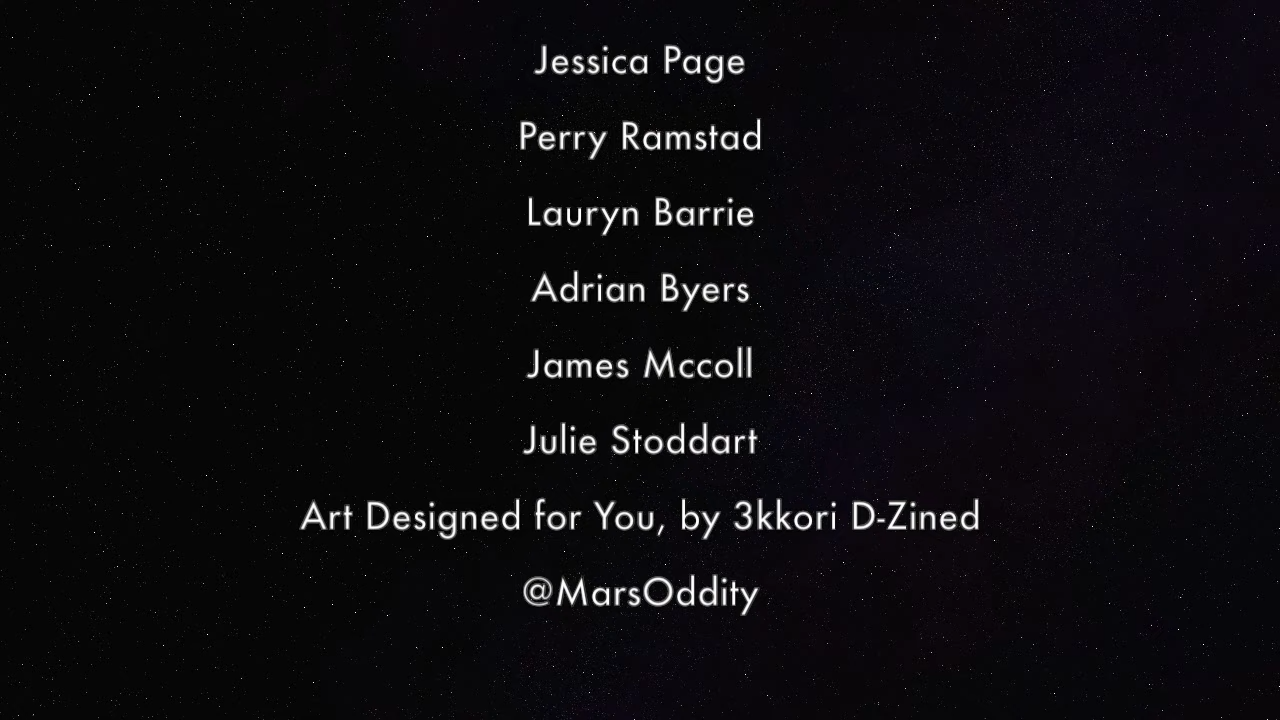 Jessica Page
Perry Ramstad
Lauryn Barrie
Adrian Byers
James Mccoll
Julie Stoddart
Art Designed for You, by 3kkori D-Zined
@MarsOddity